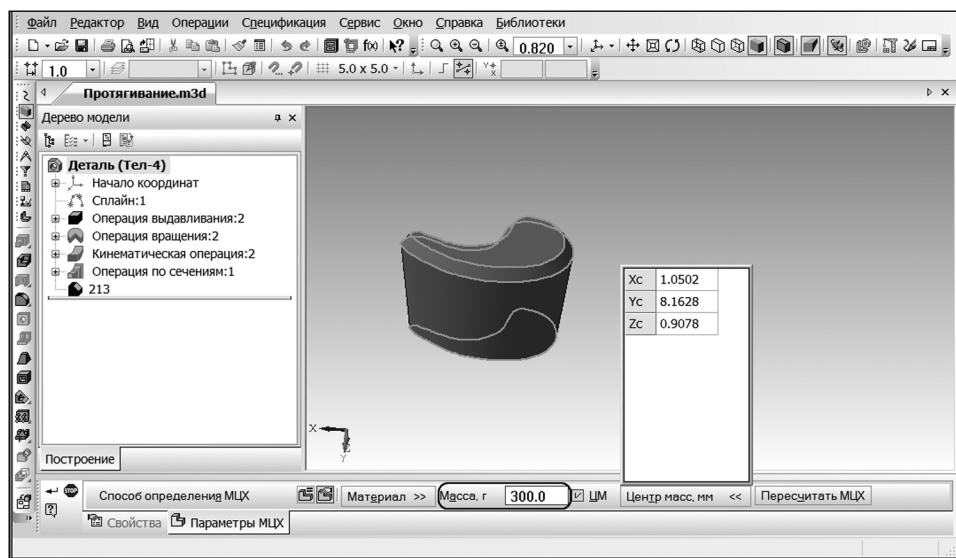 Файл Редактор Вид Операции Спецификация Сервис Окно Справка Библиотеки
0.820
1.0 5.0 x 5.0
Протягивание.m3d
Дерево модели
Деталь (Тел-4)
Начало координат
Сплайн:1
Операция выдавливания:2
Операция вращения:2
Кинематическая операция:2
Операция по сечениям:1
213
Xc 1.0502
Yc 8.1628
Zc 0.9078
X
Z
Y
Построение
Способ определения МЦХ Материал >> Масса, г 300.0 ЦМ Центр масс, мм << Пересчитать МЦХ
Свойства Параметры МЦХ